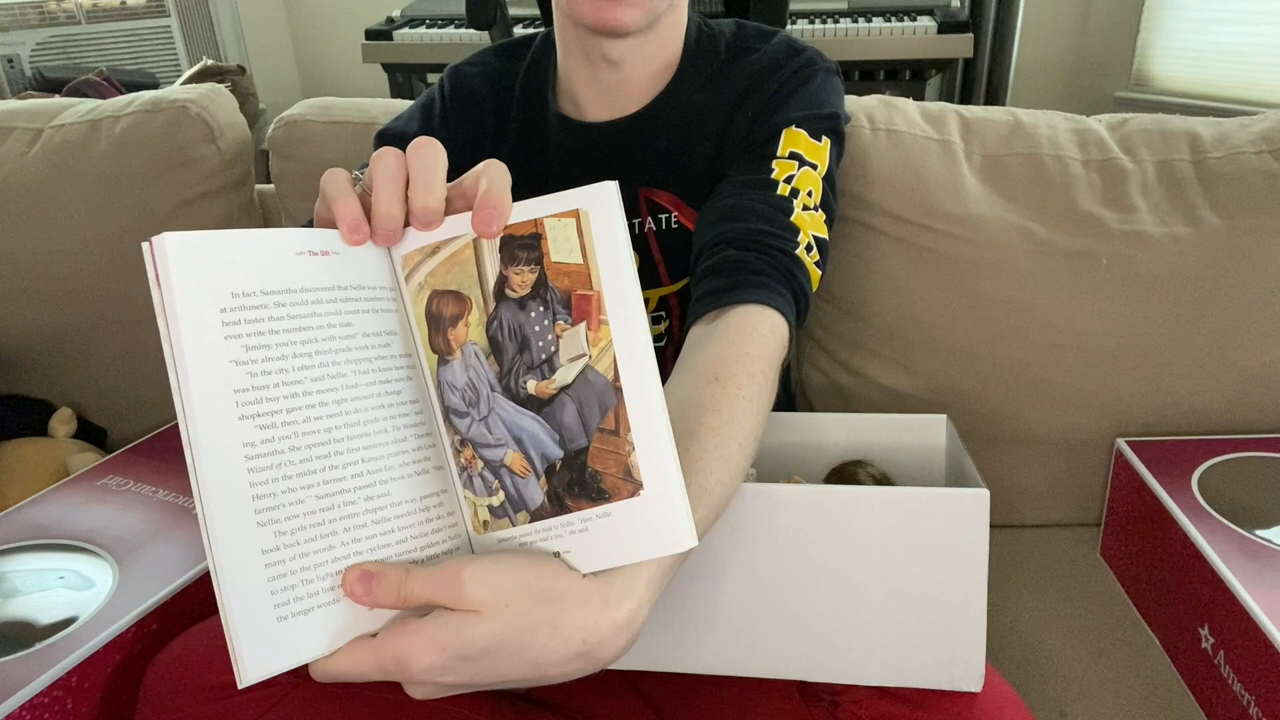 The Gift
In fact, Samantha discovered that Nellie was very
at arithmetic. She could add and subtract numbers in
head faster than Samantha could count out the
even write the numbers on the slate.
"Jiminy, you're quick with sums!" she told Nellie.
"You're already doing third-grade work in math."
"In the city, I often did the shopping when my
was busy at home," said Nellie. "I had to know how
I could buy with the money I had—and make sure the
shopkeeper gave me the right amount of change."
"Well, then, all we need to do is work on your
ing, and you'll move up to third grade in no time," said
Samantha. She opened her favorite book, The Wonderful
Wizard of Oz, and read the first sentence aloud: "'Dorothy
lived in the midst of the great Kansas prairies, with Uncle
Henry, who was a farmer, and Aunt Em, who was the
farmer's wife.'" Samantha passed the book to Nellie. "Here,
Nellie, now you read a line," she said.
The girls read an entire chapter that way, passing the
book back and forth. At first, Nellie needed help with
many of the words. As the sun sank lower in the sky, they
came to the part about the cyclone, and Nellie didn't want
to stop. The light in the room turned golden as Nellie
read the last line only a little help
the longer words.
Samantha passed the book to Nellie. "Here, Nellie,
now you read a line," she said.
TATE
E
American Girl
Americ